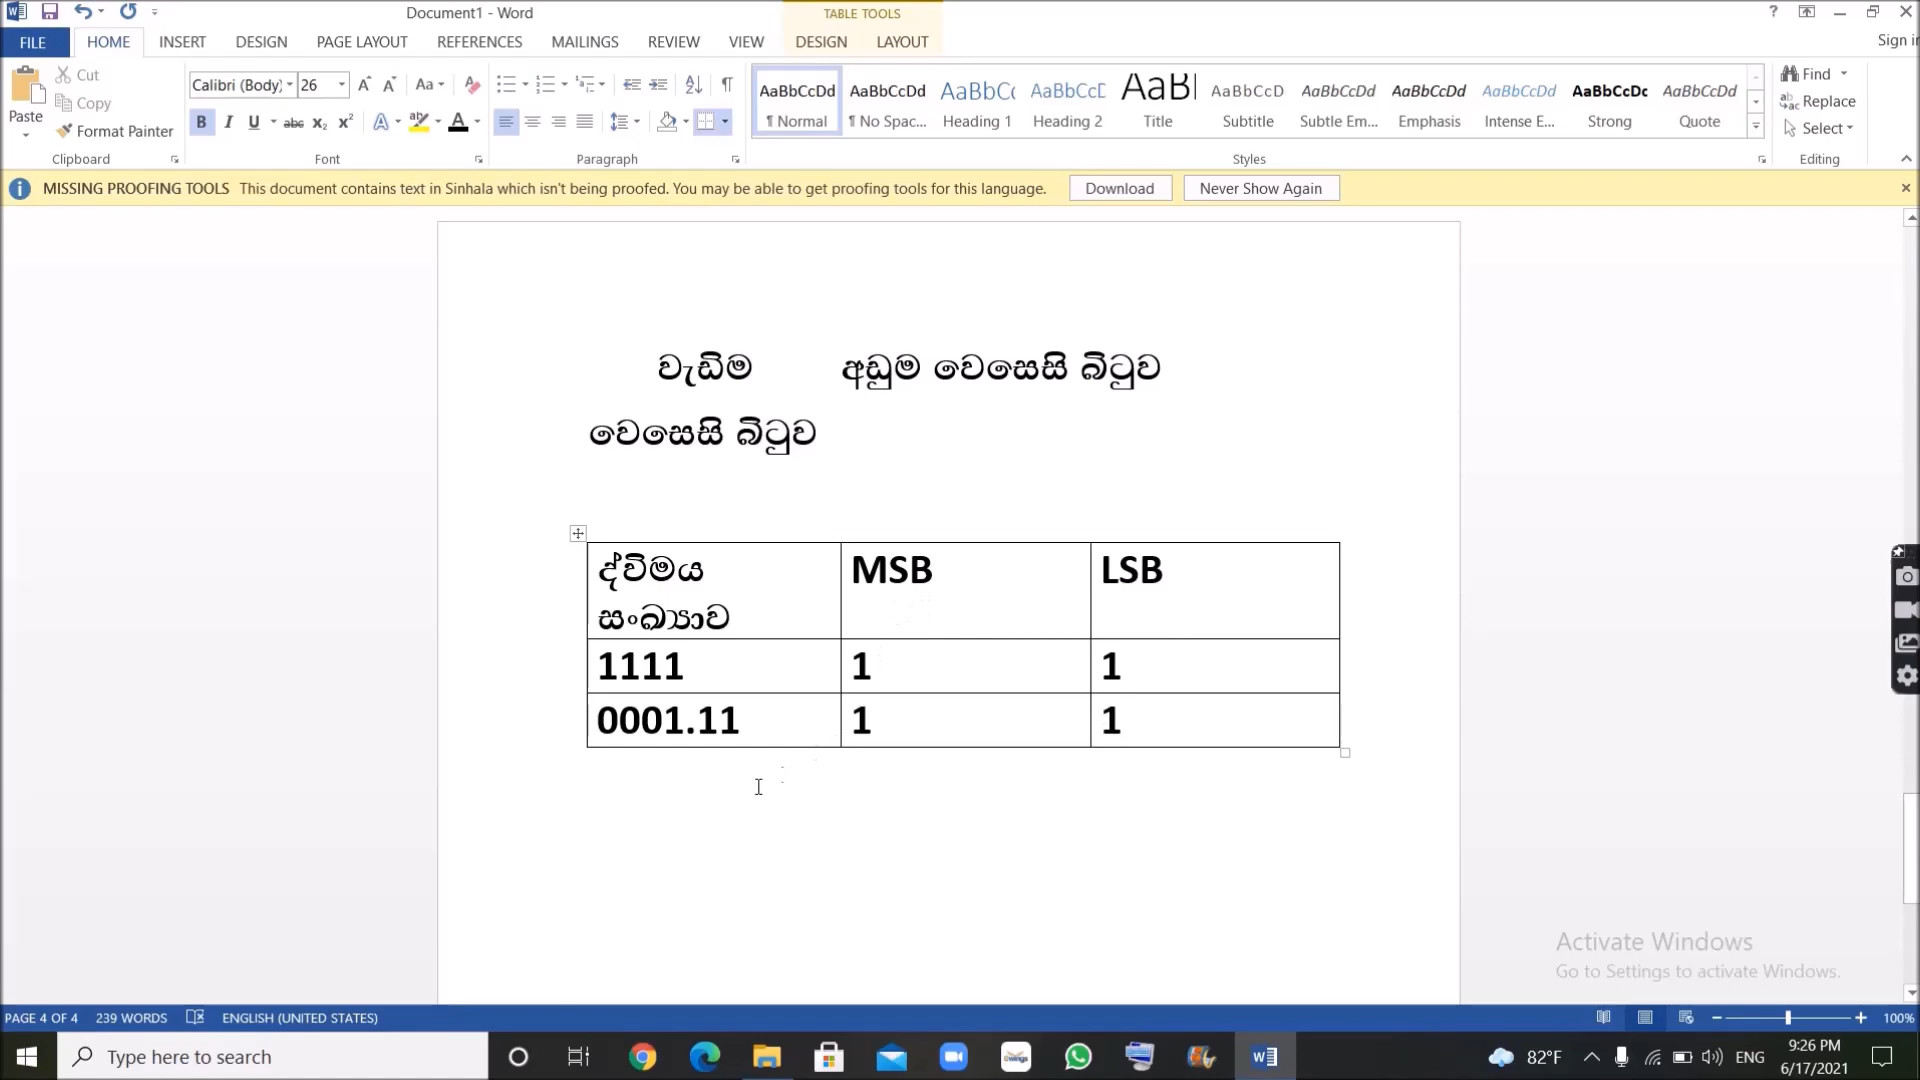 Document1 - Word
TABLE TOOLS
FILE HOME INSERT DESIGN PAGE LAYOUT REFERENCES MAILINGS REVIEW VIEW DESIGN LAYOUT
Sign in
Paste
Cut
Copy
Format Painter
Clipboard
Calibri (Body) 26
Font
Paragraph
AaBbCcDd AaBbCcDd AaBbCc AaBbCcD AaBl AaBbCcD AaBbCcDd AaBbCcDd AaBbCcDd AaBbCcDc AaBbCcDd
¶ Normal ¶ No Spac... Heading 1 Heading 2 Title Subtitle Subtle Em... Emphasis Intense E... Strong Quote
Styles
Find
Replace
Select
Editing
MISSING PROOFING TOOLS This document contains text in Sinhala which isn't being proofed. You may be able to get proofing tools for this language. Download Never Show Again
වැඩිම අඩුම වෙසෙසි බිටුව
වෙසෙසි බිටුව
ද්විමය
සංඛ්‍යාව
MSB LSB
1111 1 1
0001.11 1 1
Activate Windows
Go to Settings to activate Windows.
PAGE 4 OF 4 239 WORDS ENGLISH (UNITED STATES) 100%
Type here to search
82°F ENG
9:26 PM
6/17/2021